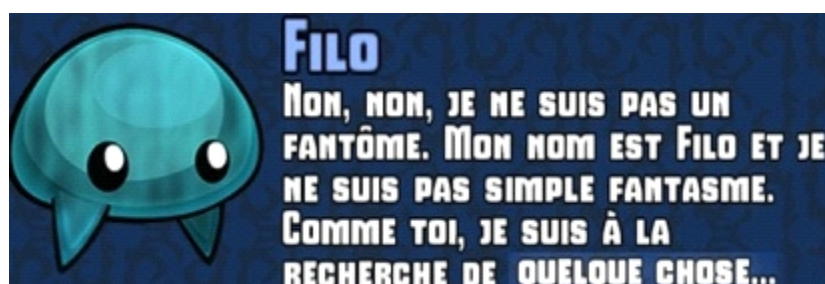 Filo
Non, non, je ne suis pas un
fantôme. Mon nom est Filo et je
ne suis pas simple fantasme.
Comme toi, je suis à la
recherche de quelque chose...